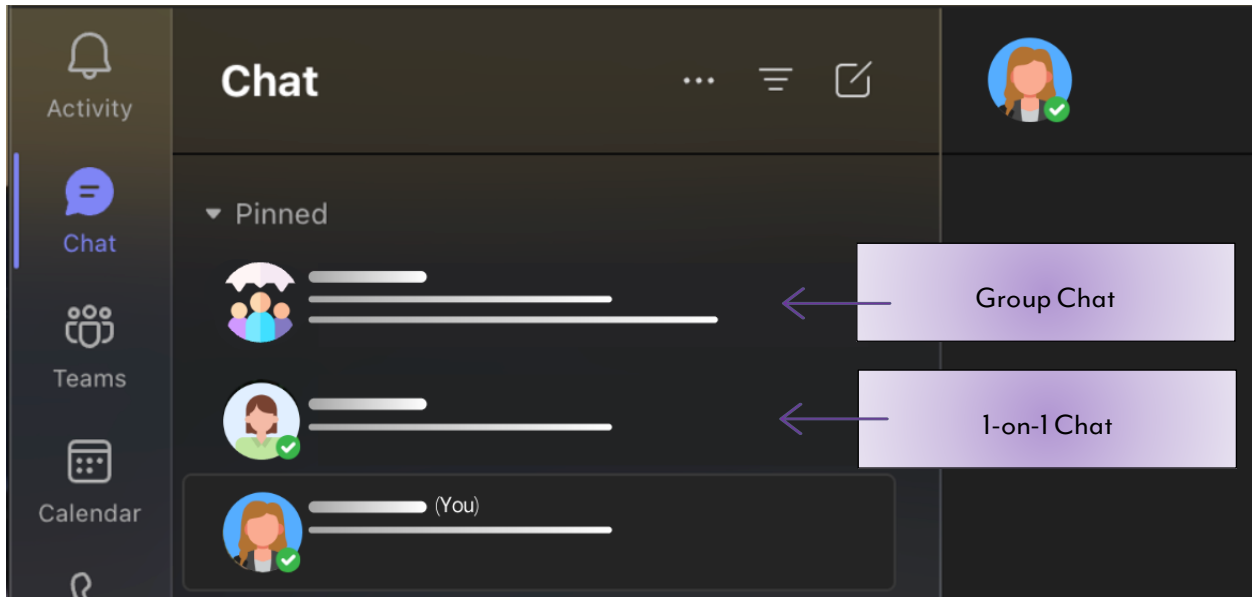 Activity
Chat
Teams
Calendar
Chat
Pinned
(You)
Group Chat
1-on-1 Chat